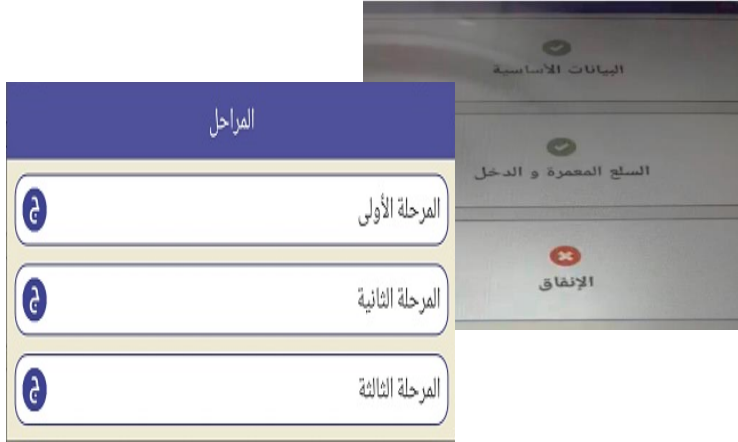 البيانات الأساسية
السلع المعمرة و الدخل
الإنفاق
المراحل
المرحلة الأولى
ج
المرحلة الثانية
ج
المرحلة الثالثة
ج